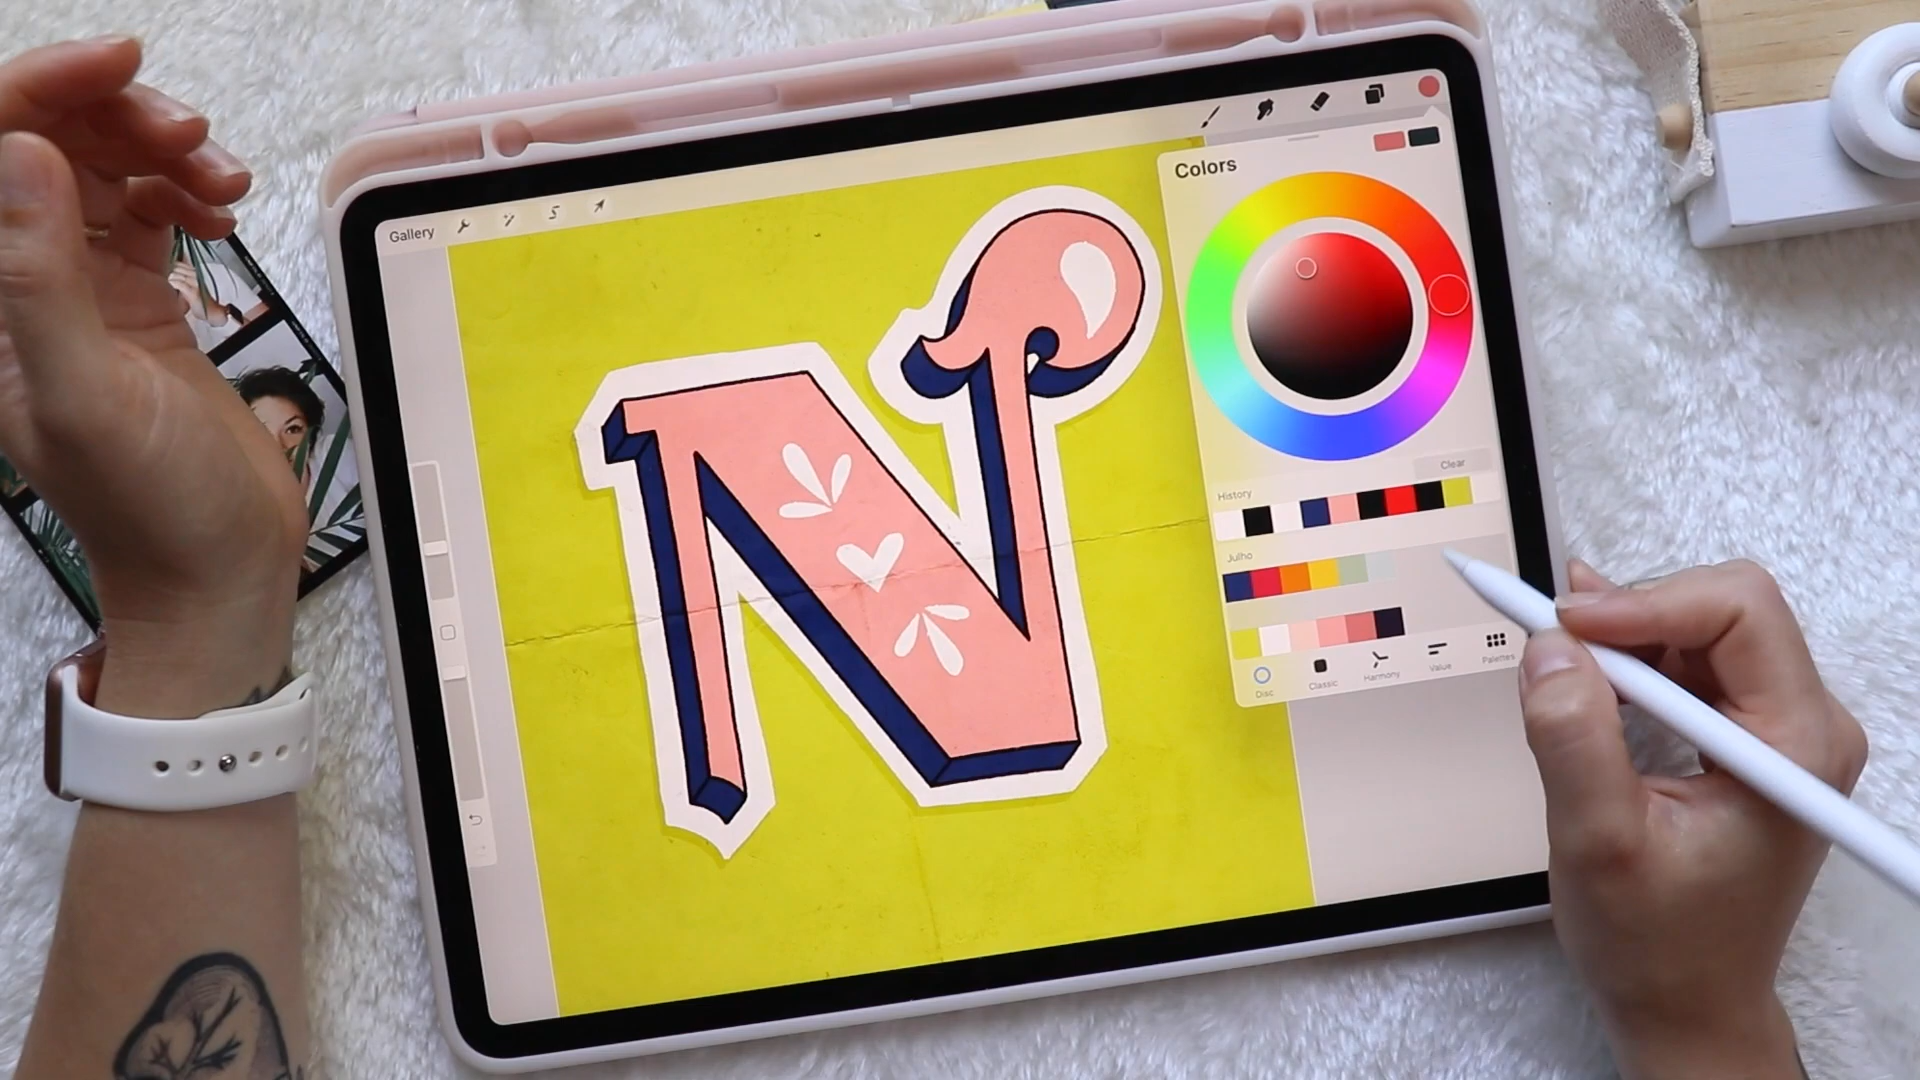 Gallery
Colors
Clear
History
Julho
Disc
Classic
Harmony
Value
Palettes
N